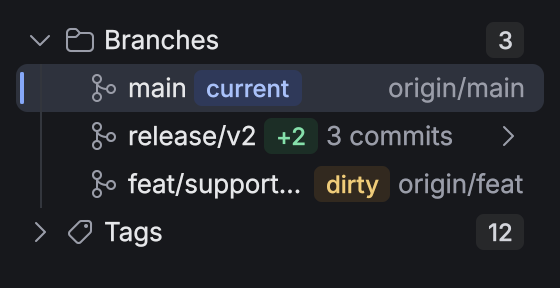 Branches 3
main current origin/main
release/v2 +2 3 commits
feat/support... dirty origin/feat
Tags 12